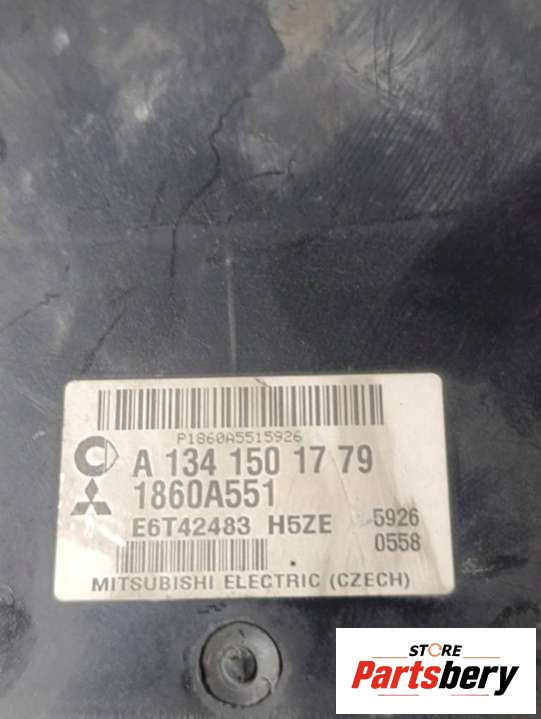 P1860A5515926
A 134 150 17 79
1860A551
E6T42483 H5ZE 5926
0558
MITSUBISHI ELECTRIC (CZECH)
STORE
Partsbery